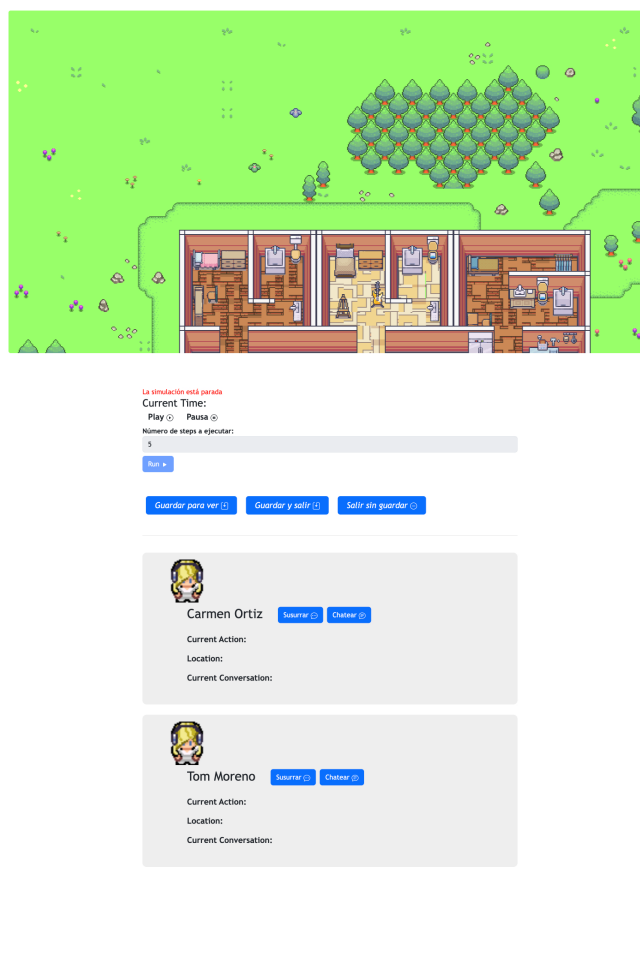 La simulación está parada
Current Time:
Play Pausa
Número de steps a ejecutar:
5
Run
Guardar para ver Guardar y salir Salir sin guardar
Carmen Ortiz Susurrar Chatear
Current Action:
Location:
Current Conversation:
Tom Moreno Susurrar Chatear
Current Action:
Location:
Current Conversation: